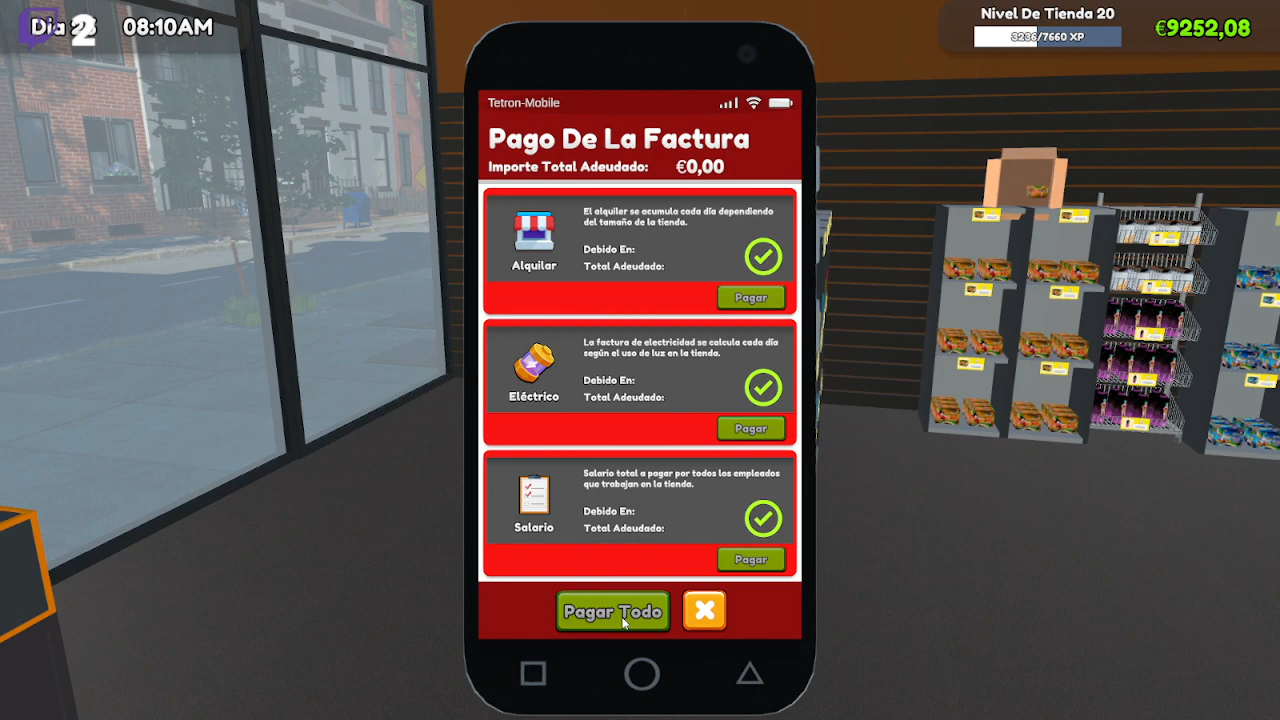 Dia 2
08:10AM
Nivel De Tienda 20
3236/7660 XP
€9252,08
Tetron-Mobile
Pago De La Factura
Importe Total Adeudado: €0,00
El alquiler se acumula cada día dependiendo
del tamaño de la tienda.
Debido En:
Total Adeudado:
Alquilar
Pagar
La factura de electricidad se calcula cada día
según el uso de luz en la tienda.
Debido En:
Total Adeudado:
Eléctrico
Pagar
Salario total a pagar por todos los empleados
que trabajan en la tienda.
Debido En:
Total Adeudado:
Salario
Pagar
Pagar Todo